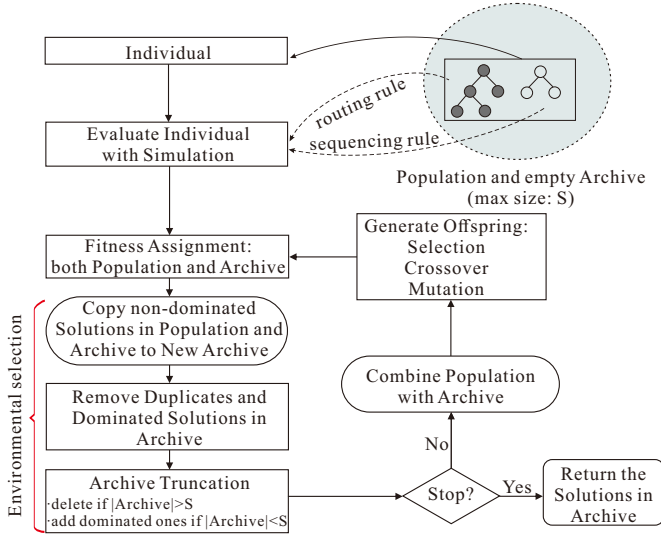 Individual
routing rule
Evaluate Individual
with Simulation
sequencing rule
Population and empty Archive
(max size: S)
Fitness Assignment:
both Population and Archive
Generate Offspring:
Selection
Crossover
Mutation
Environmental selection
Copy non-dominated
Solutions in Population and
Archive to New Archive
Remove Duplicates and
Dominated Solutions in
Archive
Combine Population
with Archive
No
Archive Truncation
·delete if |Archive|>S
·add dominated ones if |Archive|<S
Stop?
Yes
Return the
Solutions in
Archive